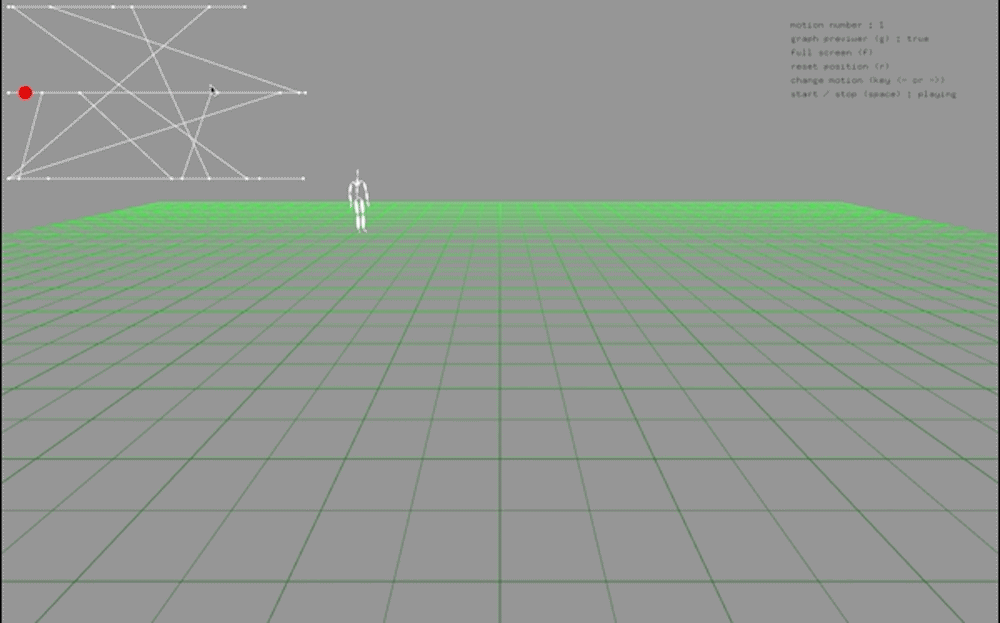 motion number : 1
graph previwer (g) : true
full screen (f)
reset position (r)
change motion (key <- or ->)
start / stop (space) : playing